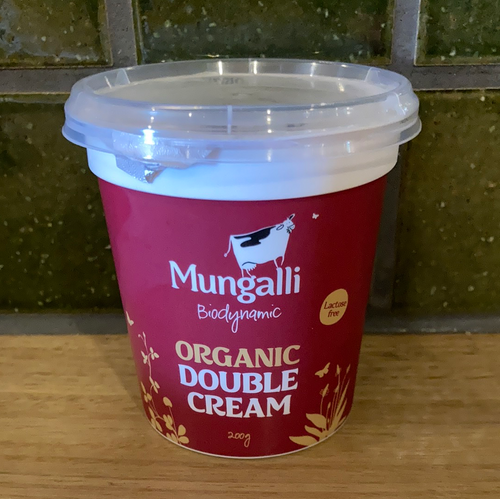 Mungalli
Biodynamic
Lactose
free
ORGANIC
DOUBLE
CREAM
200g